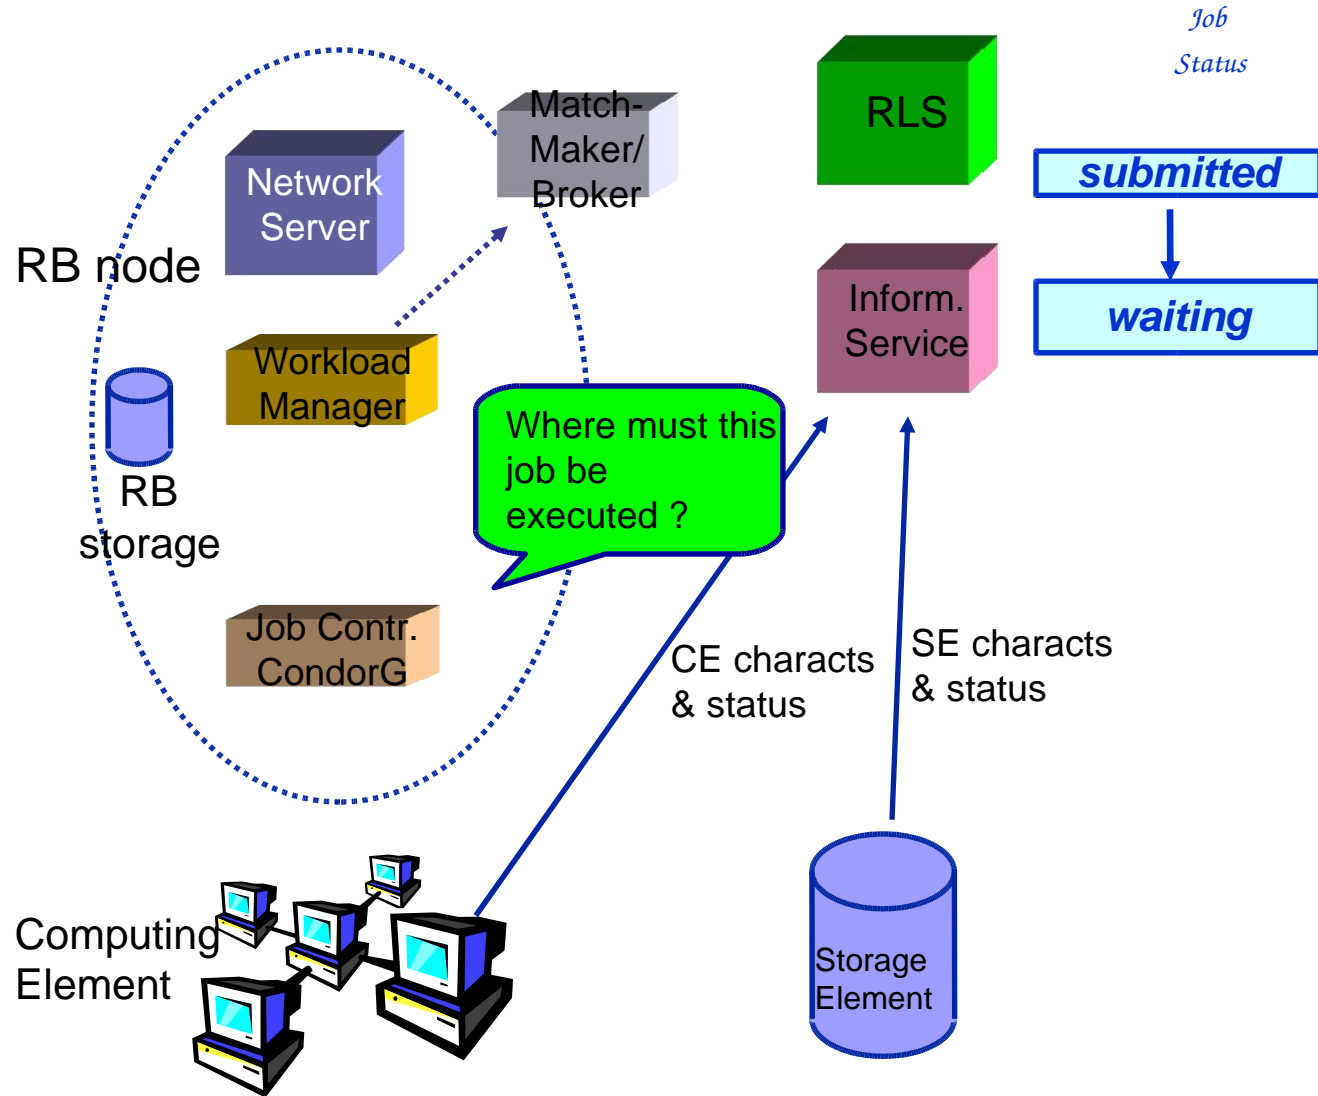 Job
Status
Match-
Maker/
Broker
RLS
Network
Server
submitted
RB node
Inform.
Service
waiting
Workload
Manager
Where must this
job be
executed ?
RB
storage
Job Contr.
CondorG
CE characts
& status
SE characts
& status
Computing
Element
Storage
Element